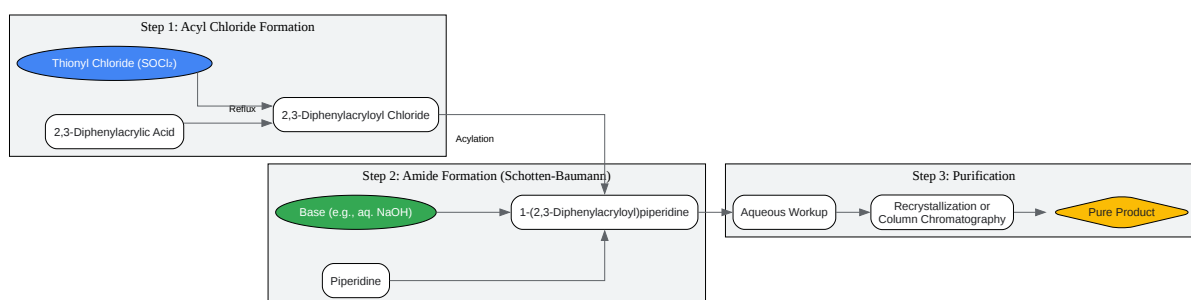 Step 1: Acyl Chloride Formation
Thionyl Chloride (SOCl₂)
Reflux
2,3-Diphenylacryloyl Chloride
2,3-Diphenylacrylic Acid
Acylation
Step 2: Amide Formation (Schotten-Baumann)
Base (e.g., aq. NaOH)
1-(2,3-Diphenylacryloyl)piperidine
Piperidine
Step 3: Purification
Aqueous Workup
Recrystallization or
Column Chromatography
Pure Product